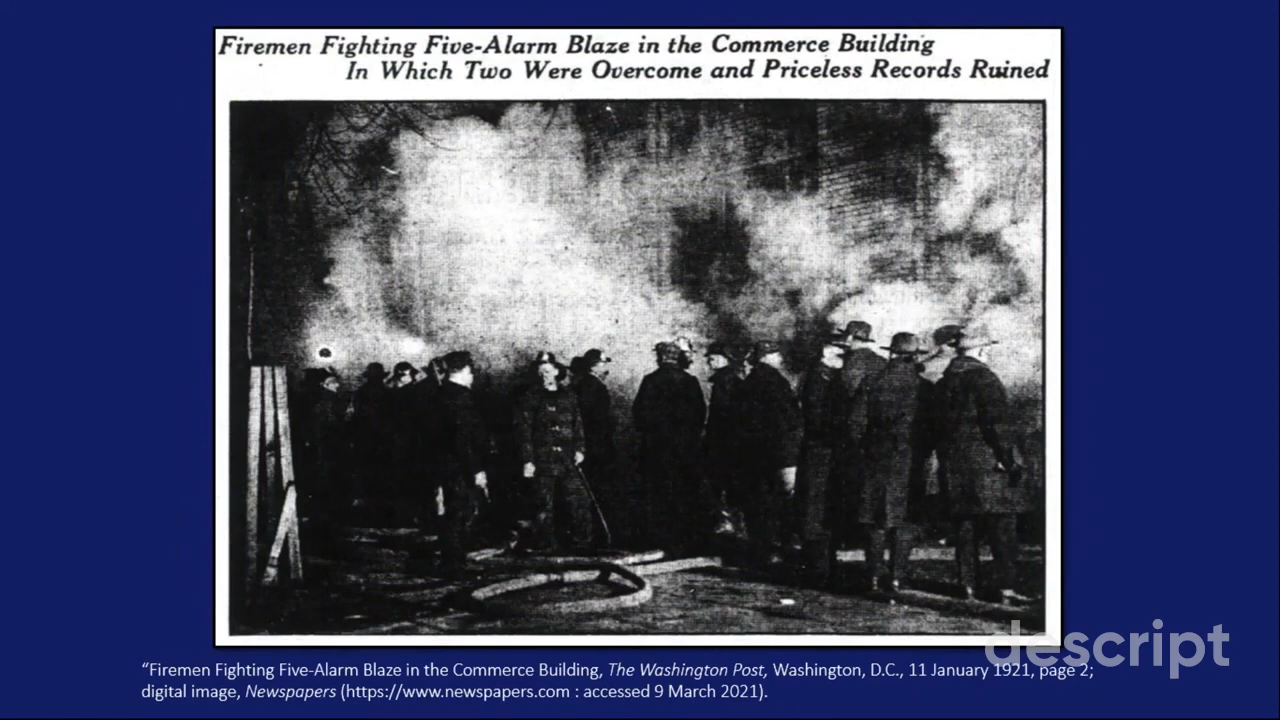 Firemen Fighting Five-Alarm Blaze in the Commerce Building
In Which Two Were Overcome and Priceless Records Ruined
descript
“Firemen Fighting Five-Alarm Blaze in the Commerce Building, The Washington Post, Washington, D.C., 11 January 1921, page 2;
digital image, Newspapers (https://www.newspapers.com : accessed 9 March 2021).